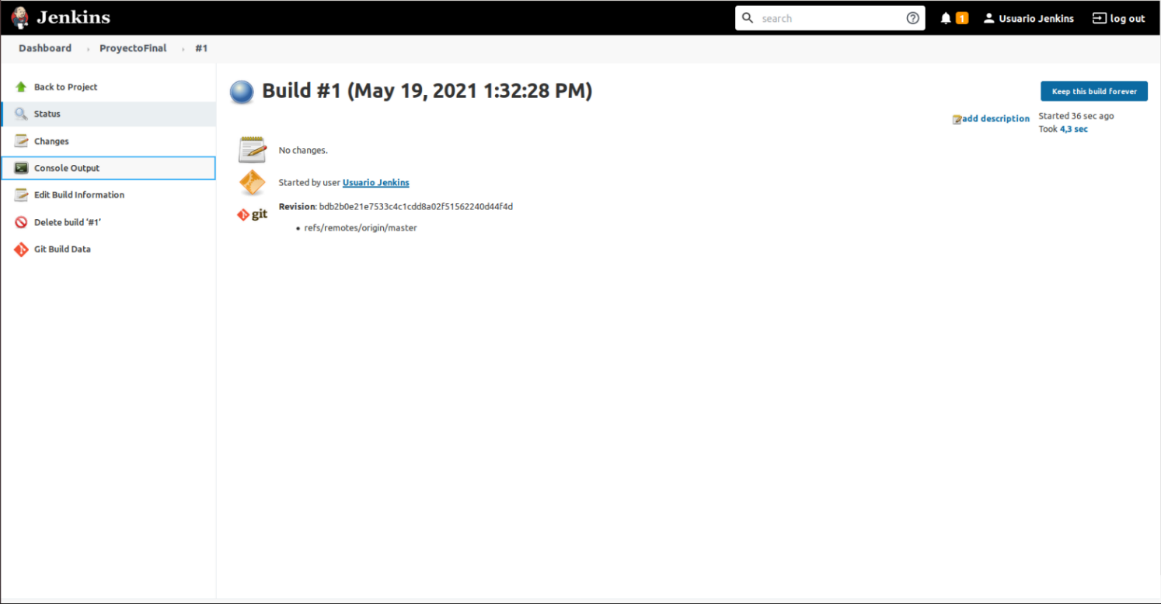 Jenkins
search
1
Usuario Jenkins
log out
Dashboard
ProyectoFinal
#1
Back to Project
Status
Changes
Console Output
Edit Build Information
Delete build '#1'
Git Build Data
Build #1 (May 19, 2021 1:32:28 PM)
Keep this build forever
add description
Started 36 sec ago
Took 4,3 sec
No changes.
Started by user Usuario Jenkins
git
Revision: bdb2b0e21e7533c4c1cdd8a02f51562240d44f4d
• refs/remotes/origin/master